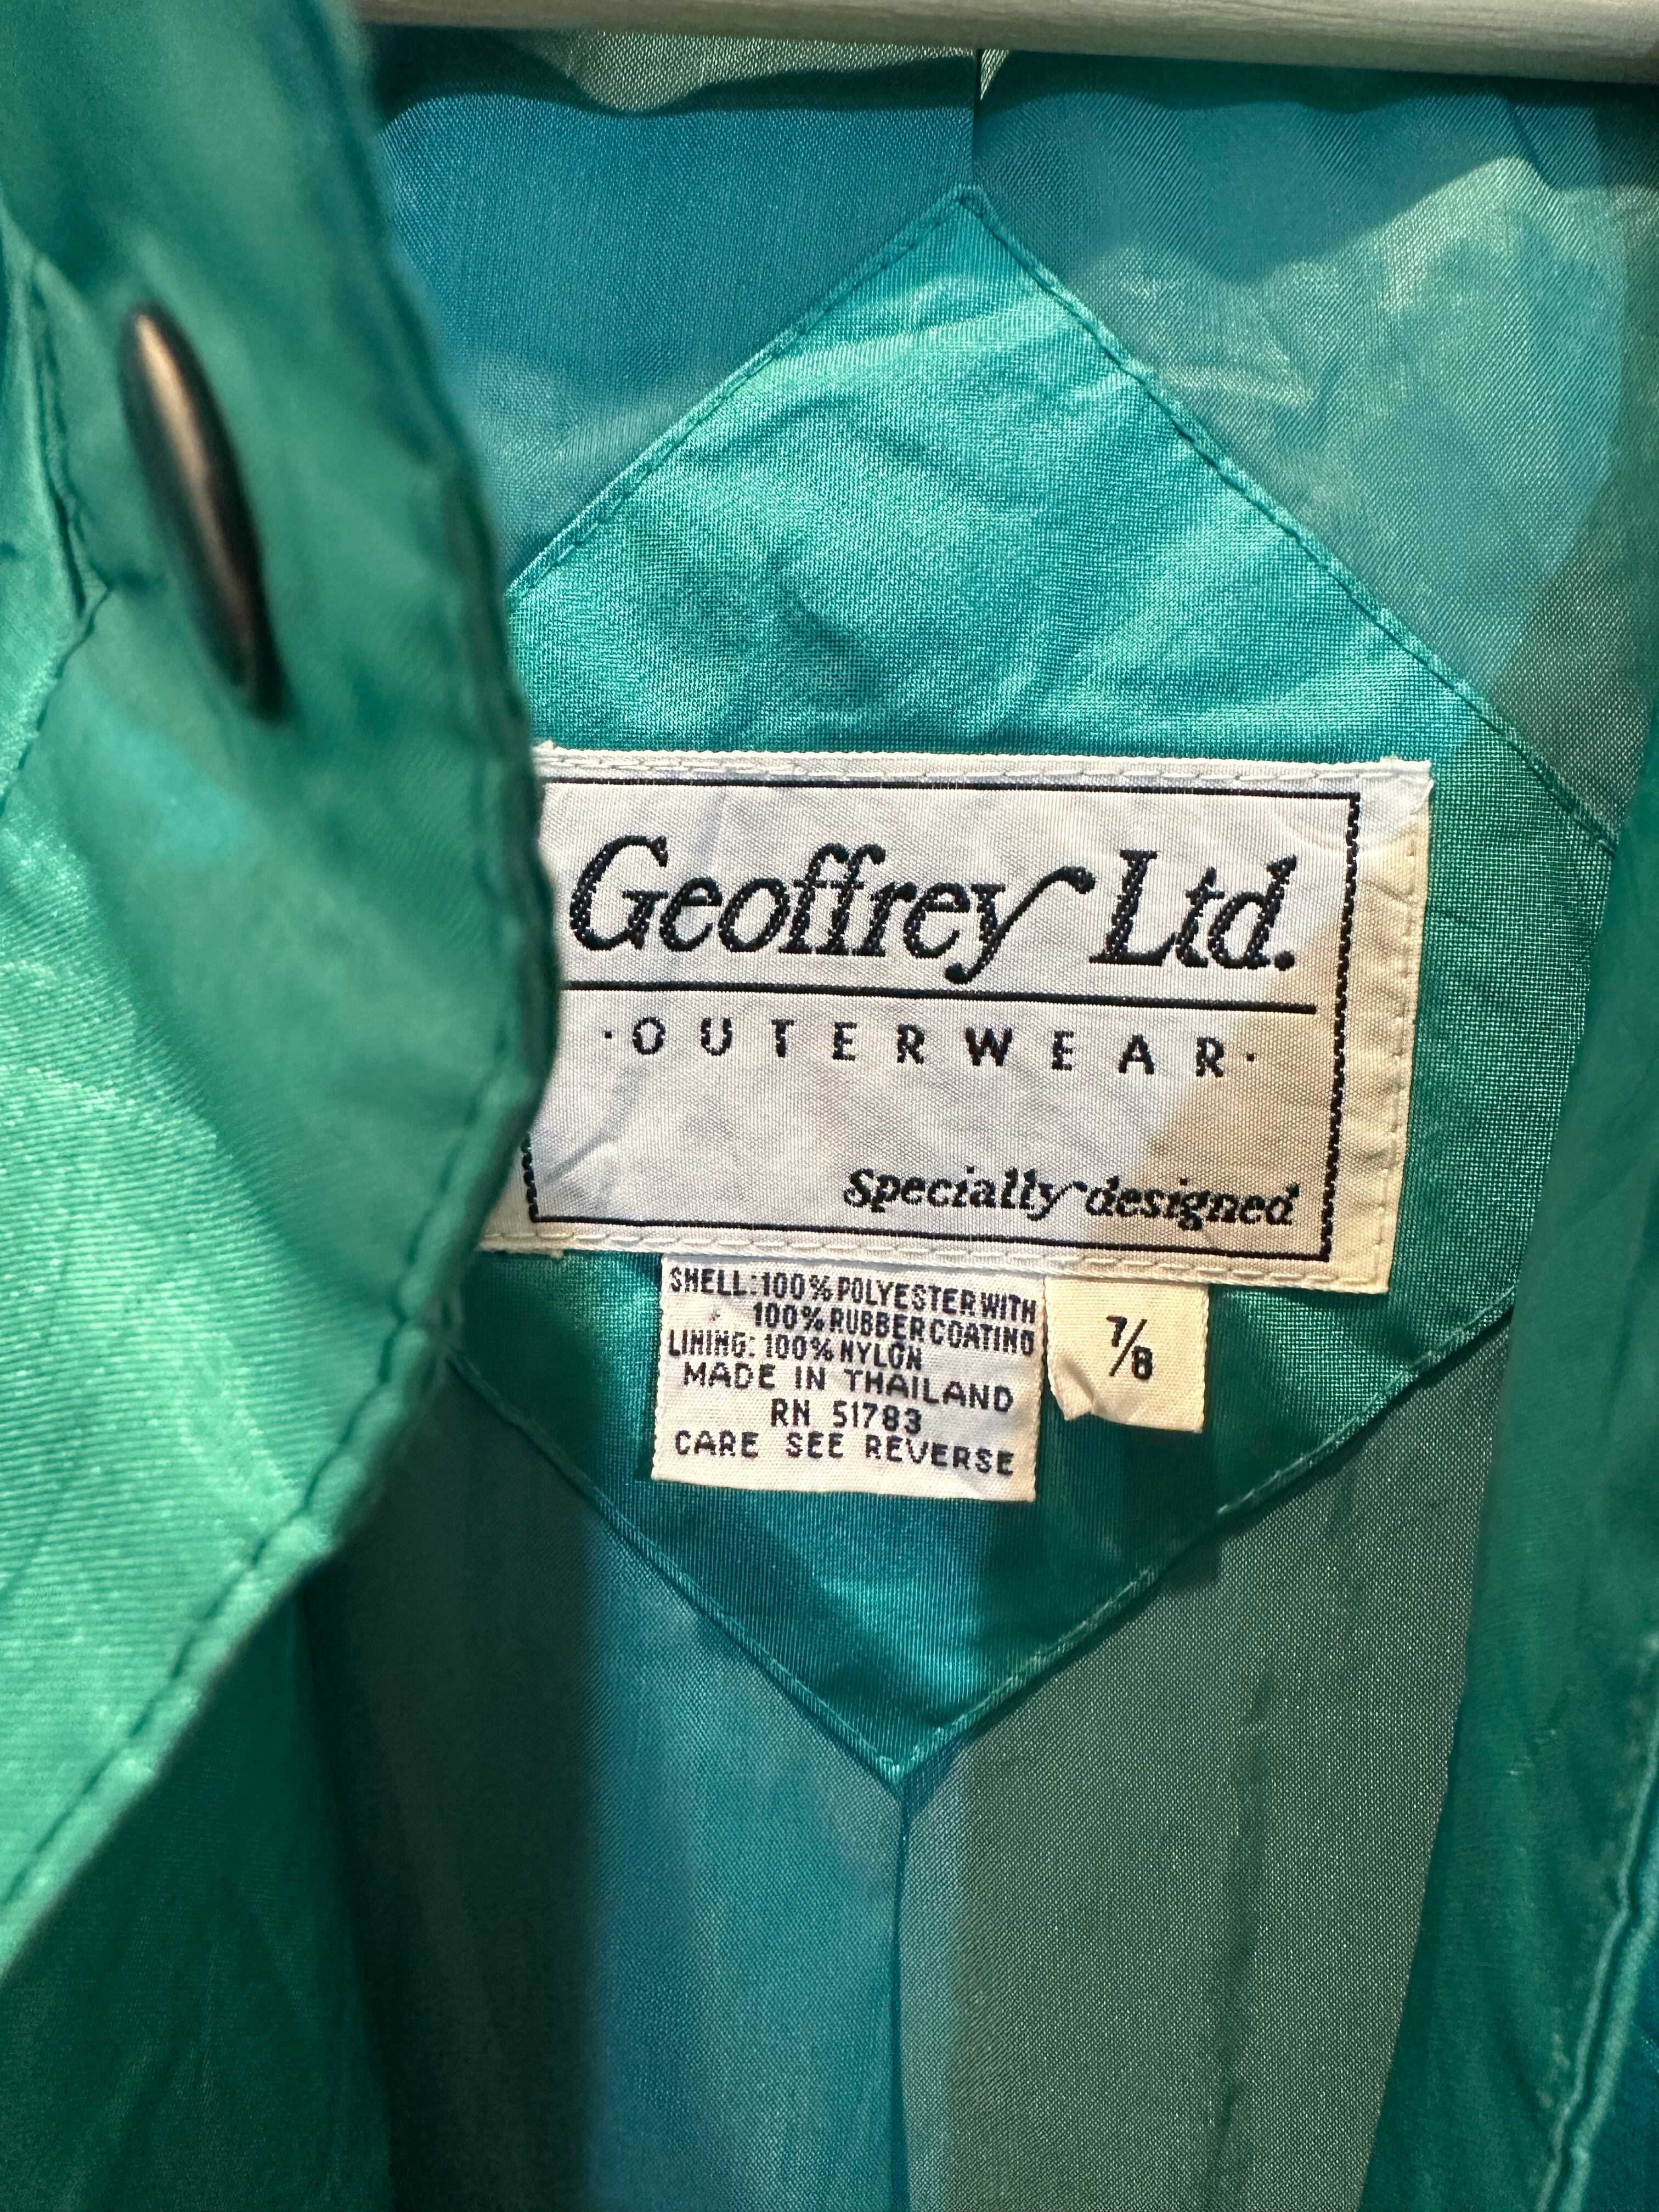 Geoffrey Ltd.
·OUTERWEAR·
Specially designed
SHELL: 100% POLYESTER WITH
100% RUBBER COATING
LINING: 100% NYLON
MADE IN THAILAND
RN 51783
CARE SEE REVERSE
7/8